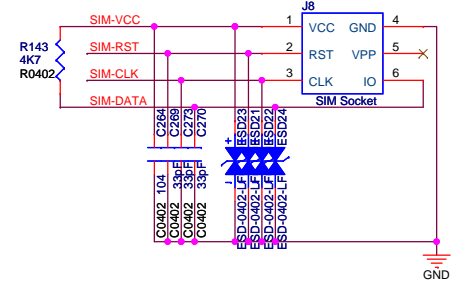 J8
SIM-VCC
1
VCC
GND
4
R143
4K7
R0402
SIM-RST
2
RST
VPP
5
SIM-CLK
3
CLK
IO
6
SIM-DATA
SIM Socket
C264
C269
C273
C270
104
33pF
33pF
33pF
C0402
C0402
C0402
C0402
ESD23
ESD21
ESD22
ESD24
ESD-0402-LF
ESD-0402-LF
ESD-0402-LF
ESD-0402-LF
GND